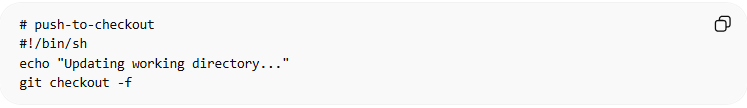 # push-to-checkout
#!/bin/sh
echo "Updating working directory..."
git checkout -f